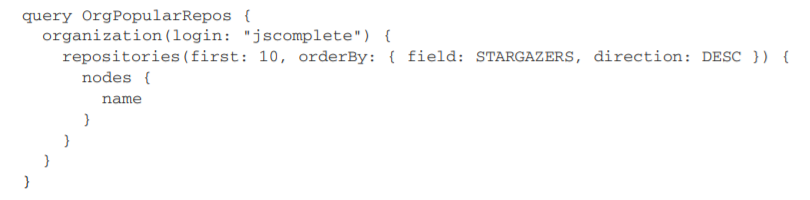 query OrgPopularRepos {
organization(login: "jscomplete") {
repositories(first: 10, orderBy: { field: STARGAZERS, direction: DESC }) {
nodes {
name
}
}
}
}